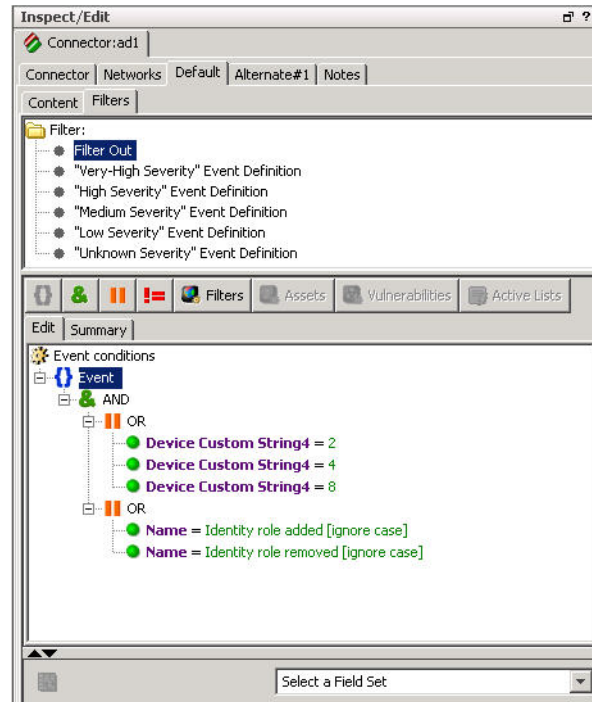 Inspect/Edit ?
Connector:ad1
Connector Networks Default Alternate#1 Notes
Content Filters
Filter:
Filter Out
"Very-High Severity" Event Definition
"High Severity" Event Definition
"Medium Severity" Event Definition
"Low Severity" Event Definition
"Unknown Severity" Event Definition
{} & != Filters Assets Vulnerabilities Active Lists
Edit Summary
Event conditions
{} Event
& AND
OR
Device Custom String4 = 2
Device Custom String4 = 4
Device Custom String4 = 8
OR
Name = Identity role added [ignore case]
Name = Identity role removed [ignore case]
Select a Field Set